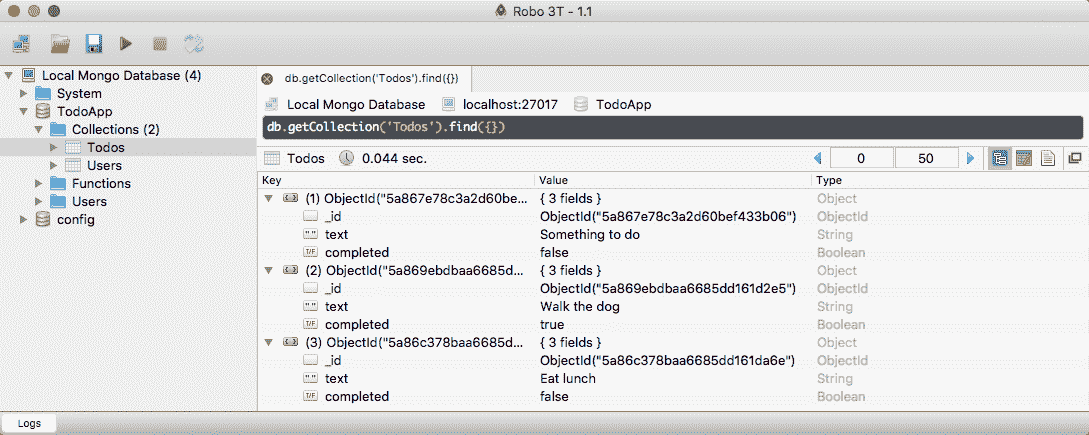 Robo 3T - 1.1
Local Mongo Database (4)
System
TodoApp
Collections (2)
Todos
Users
Functions
Users
config
db.getCollection('Todos').find({})
Local Mongo Database localhost:27017 TodoApp
db.getCollection('Todos').find({})
Todos 0.044 sec. 0 50
Key Value Type
(1) ObjectId("5a867e78c3a2d60be... { 3 fields } Object
_id ObjectId("5a867e78c3a2d60bef433b06") ObjectId
"" text Something to do String
T/F completed false Boolean
(2) ObjectId("5a869ebdbaa6685d... { 3 fields } Object
_id ObjectId("5a869ebdbaa6685dd161d2e5") ObjectId
"" text Walk the dog String
T/F completed true Boolean
(3) ObjectId("5a86c378baa6685d... { 3 fields } Object
_id ObjectId("5a86c378baa6685dd161da6e") ObjectId
"" text Eat lunch String
T/F completed false Boolean
Logs